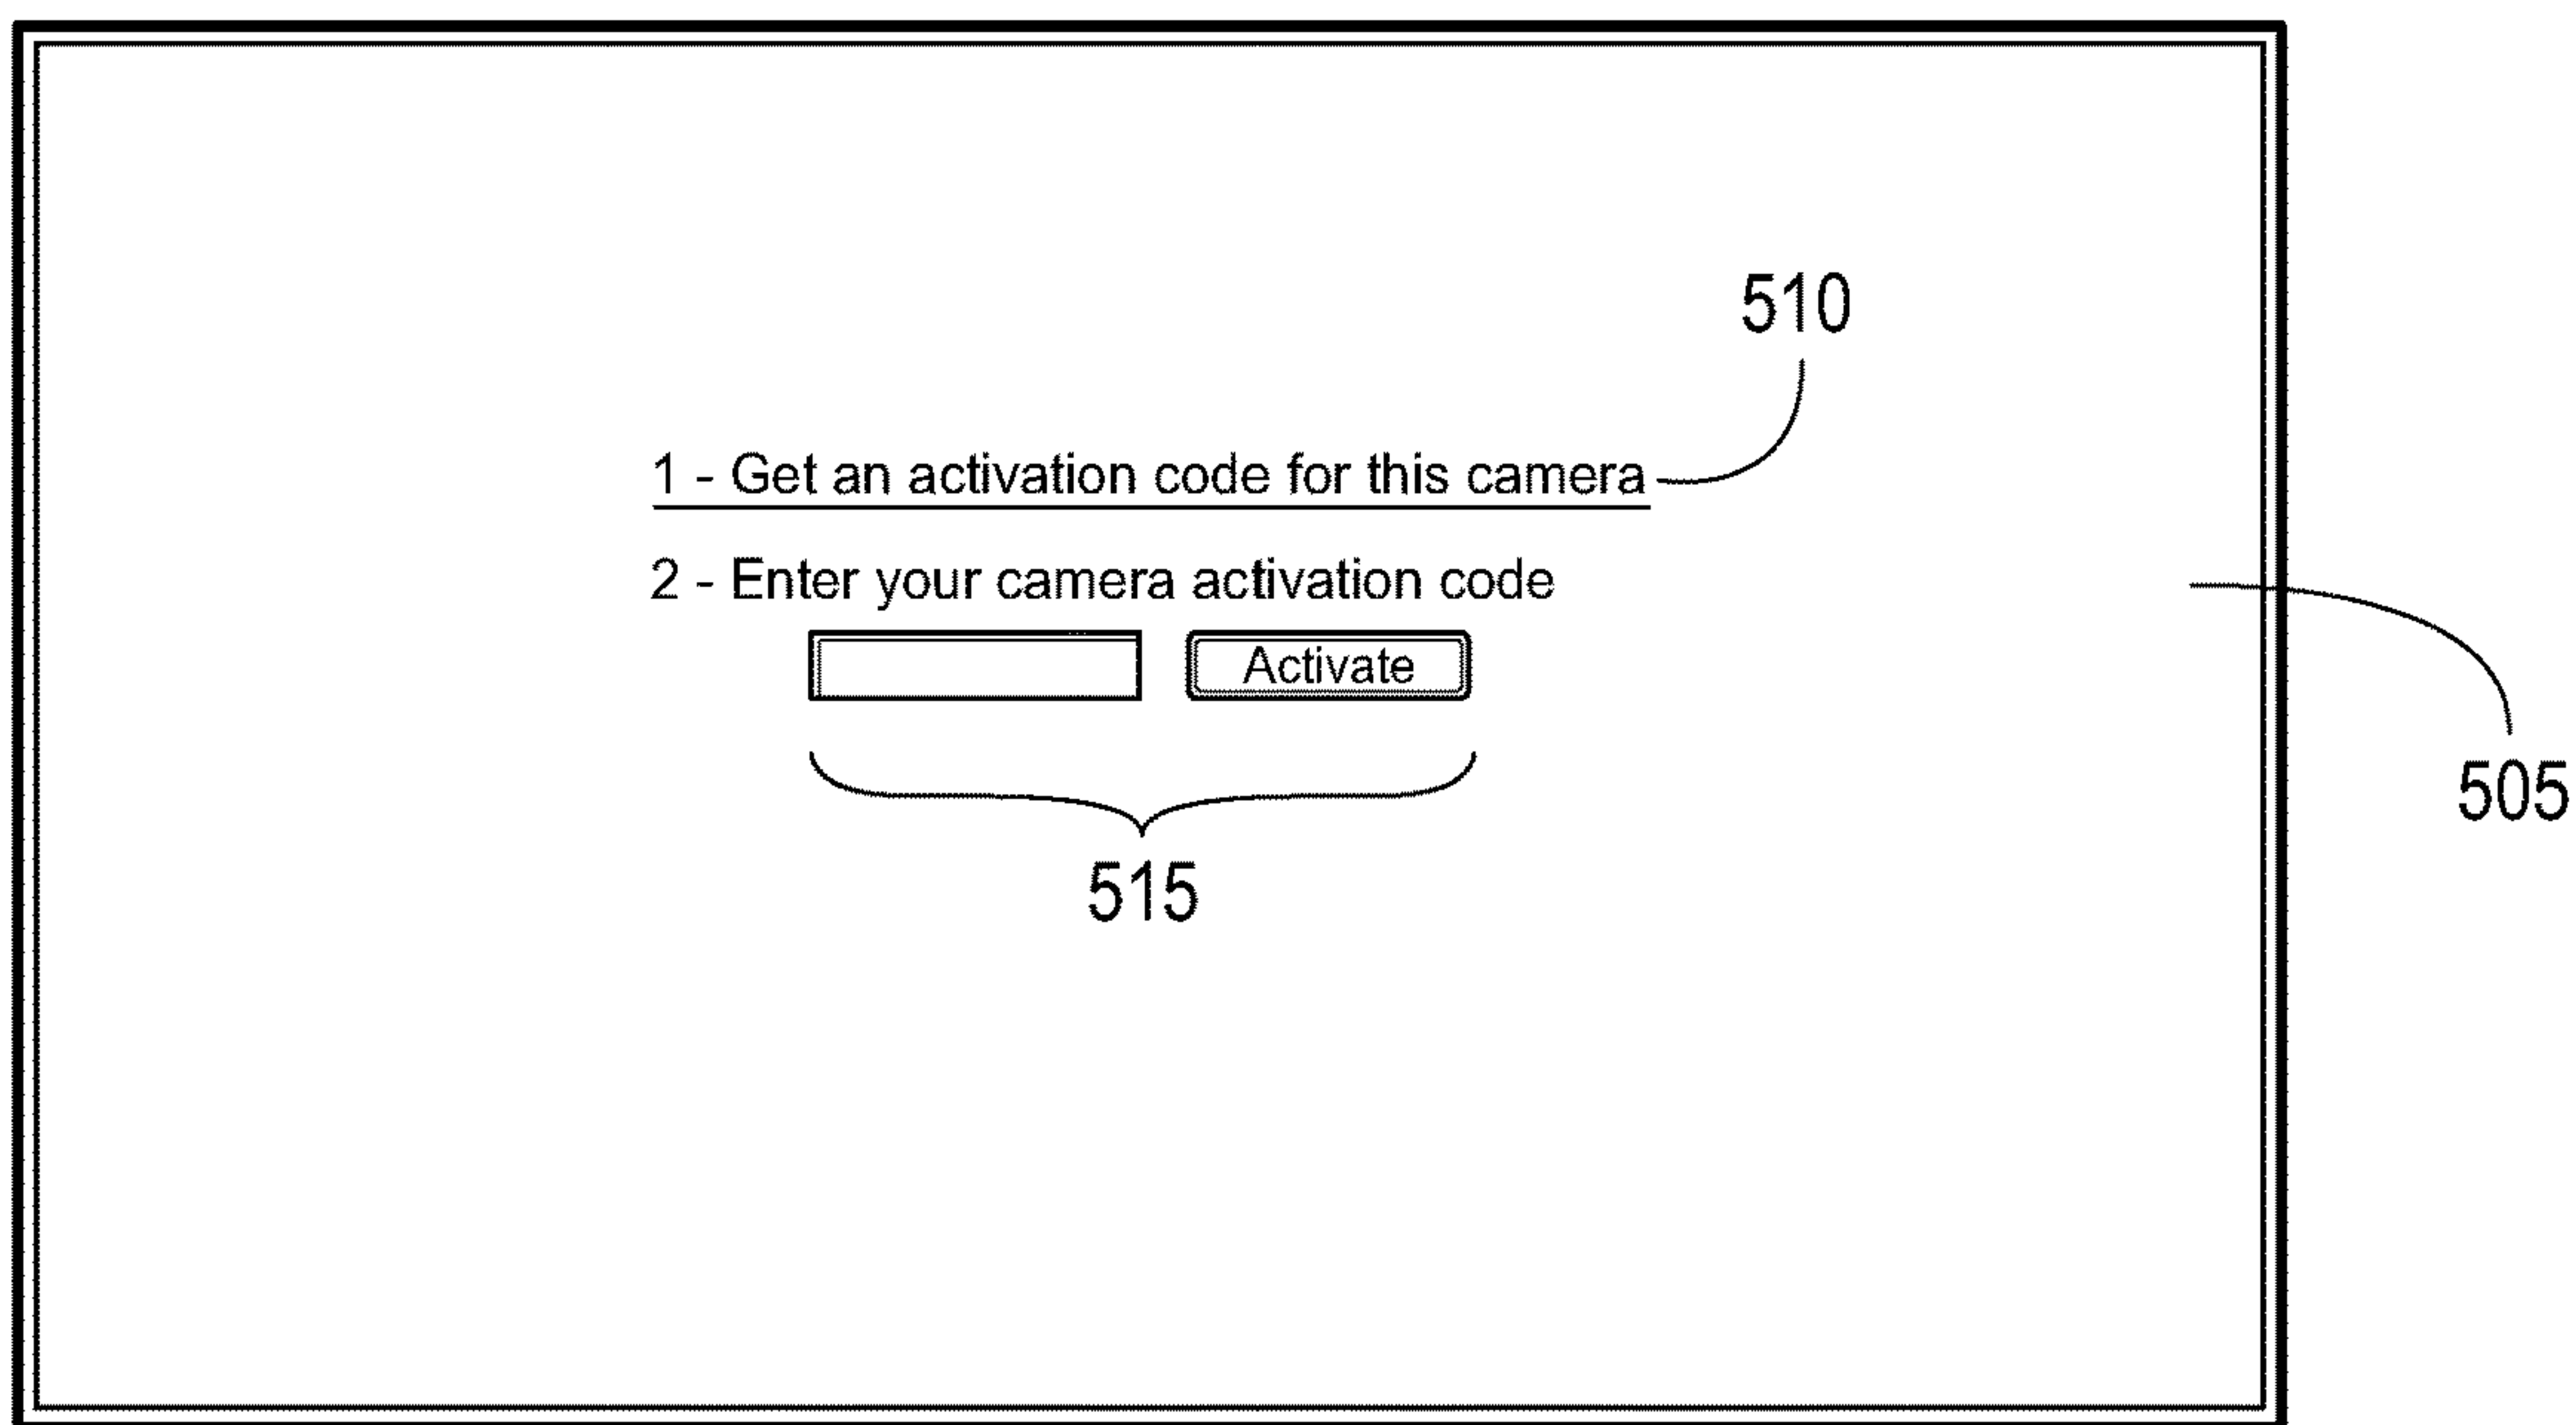 510
1 - Get an activation code for this camera
2 - Enter your camera activation code
Activate
505
515